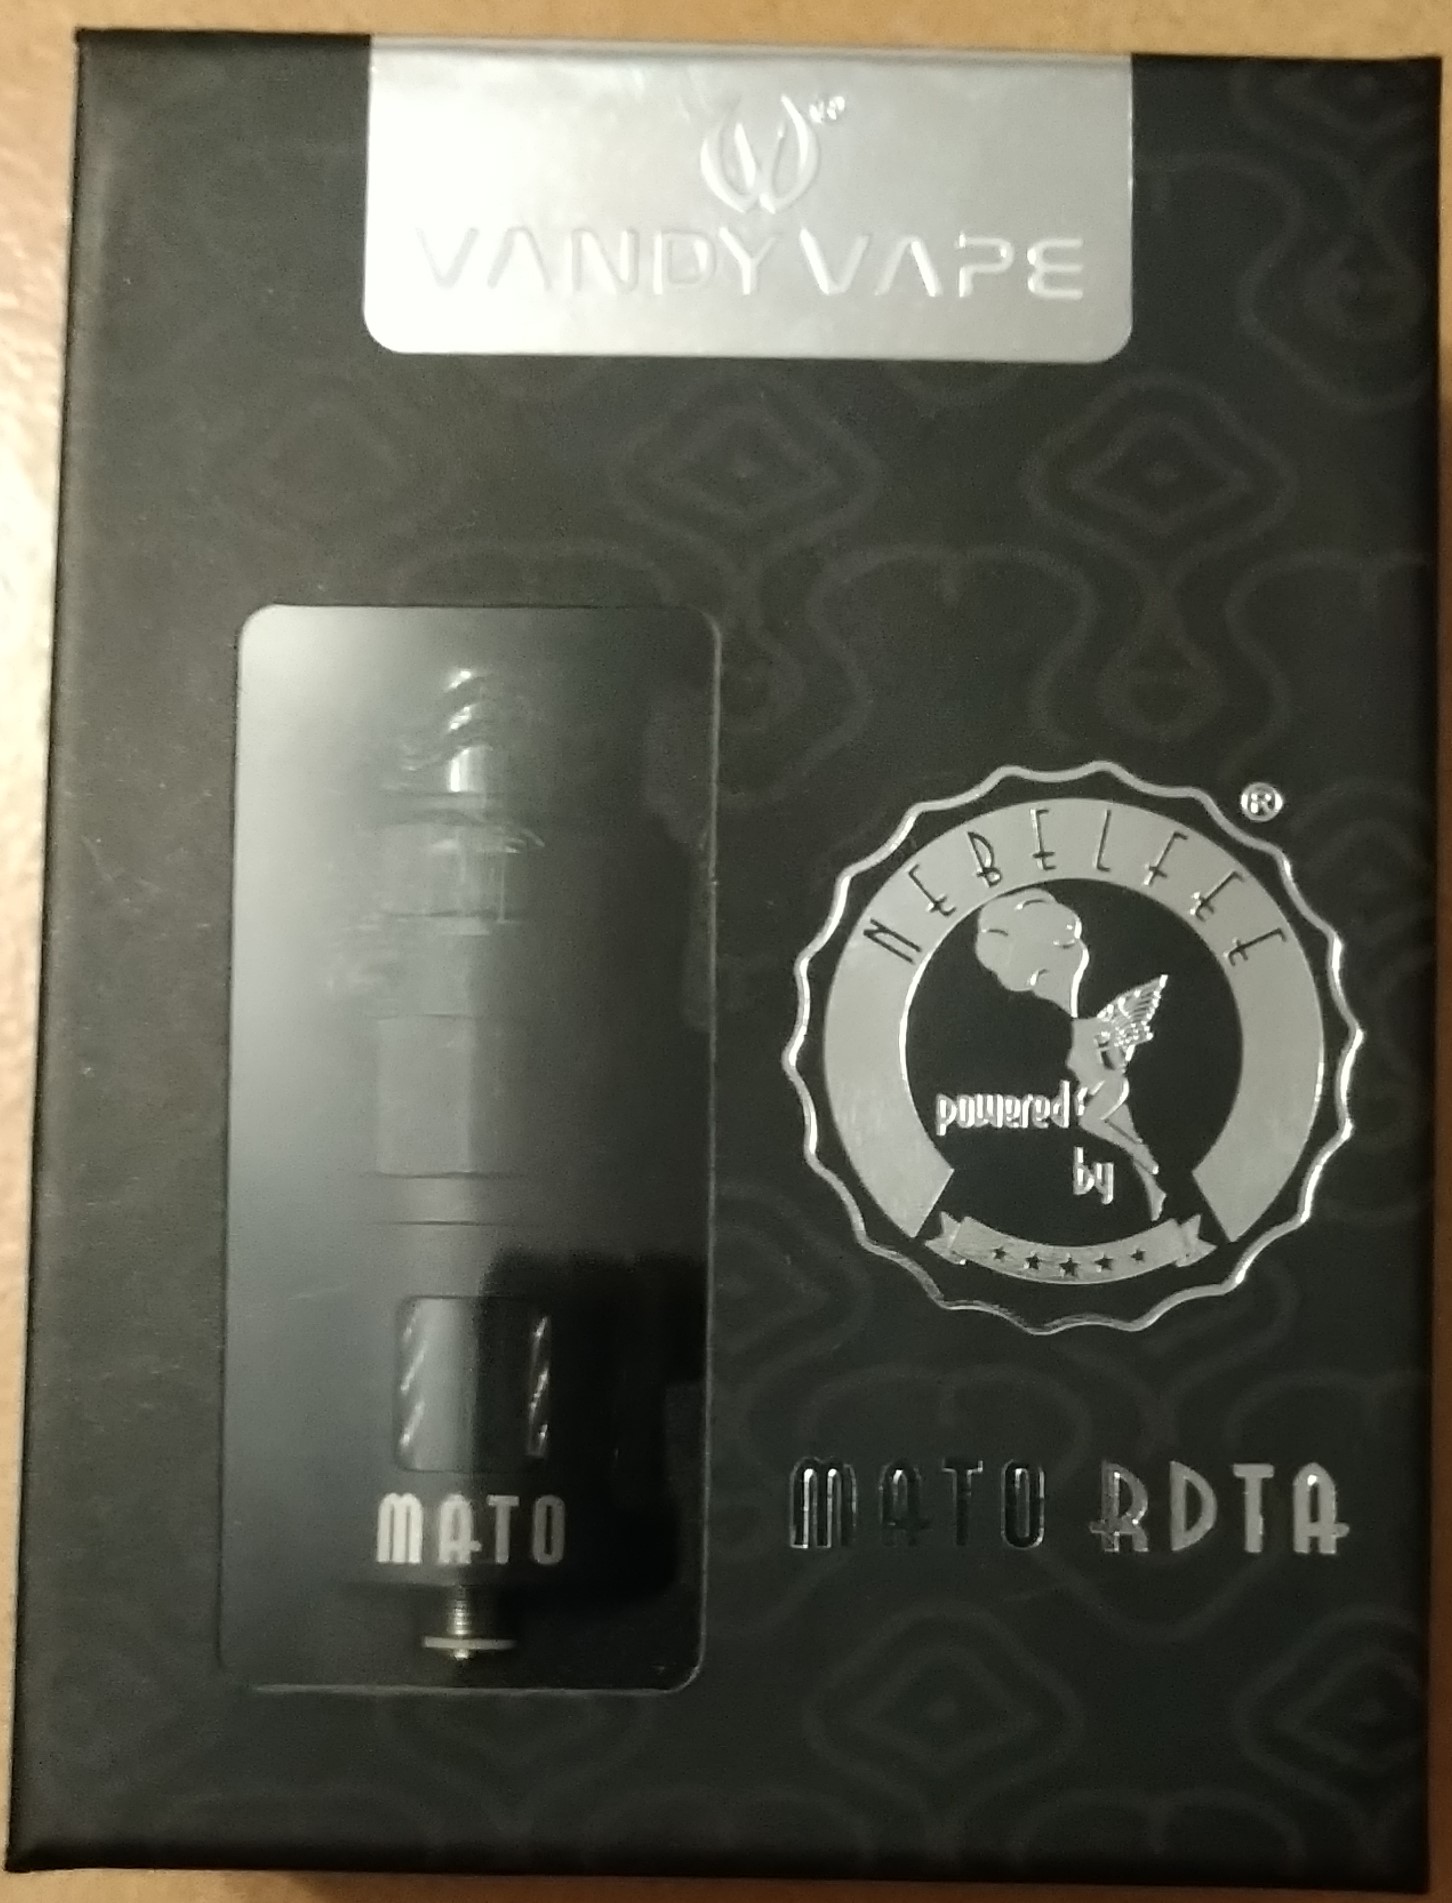 VANDY VAPE
®
NEBELFEE
powered
by
MATO RDTA
MATO